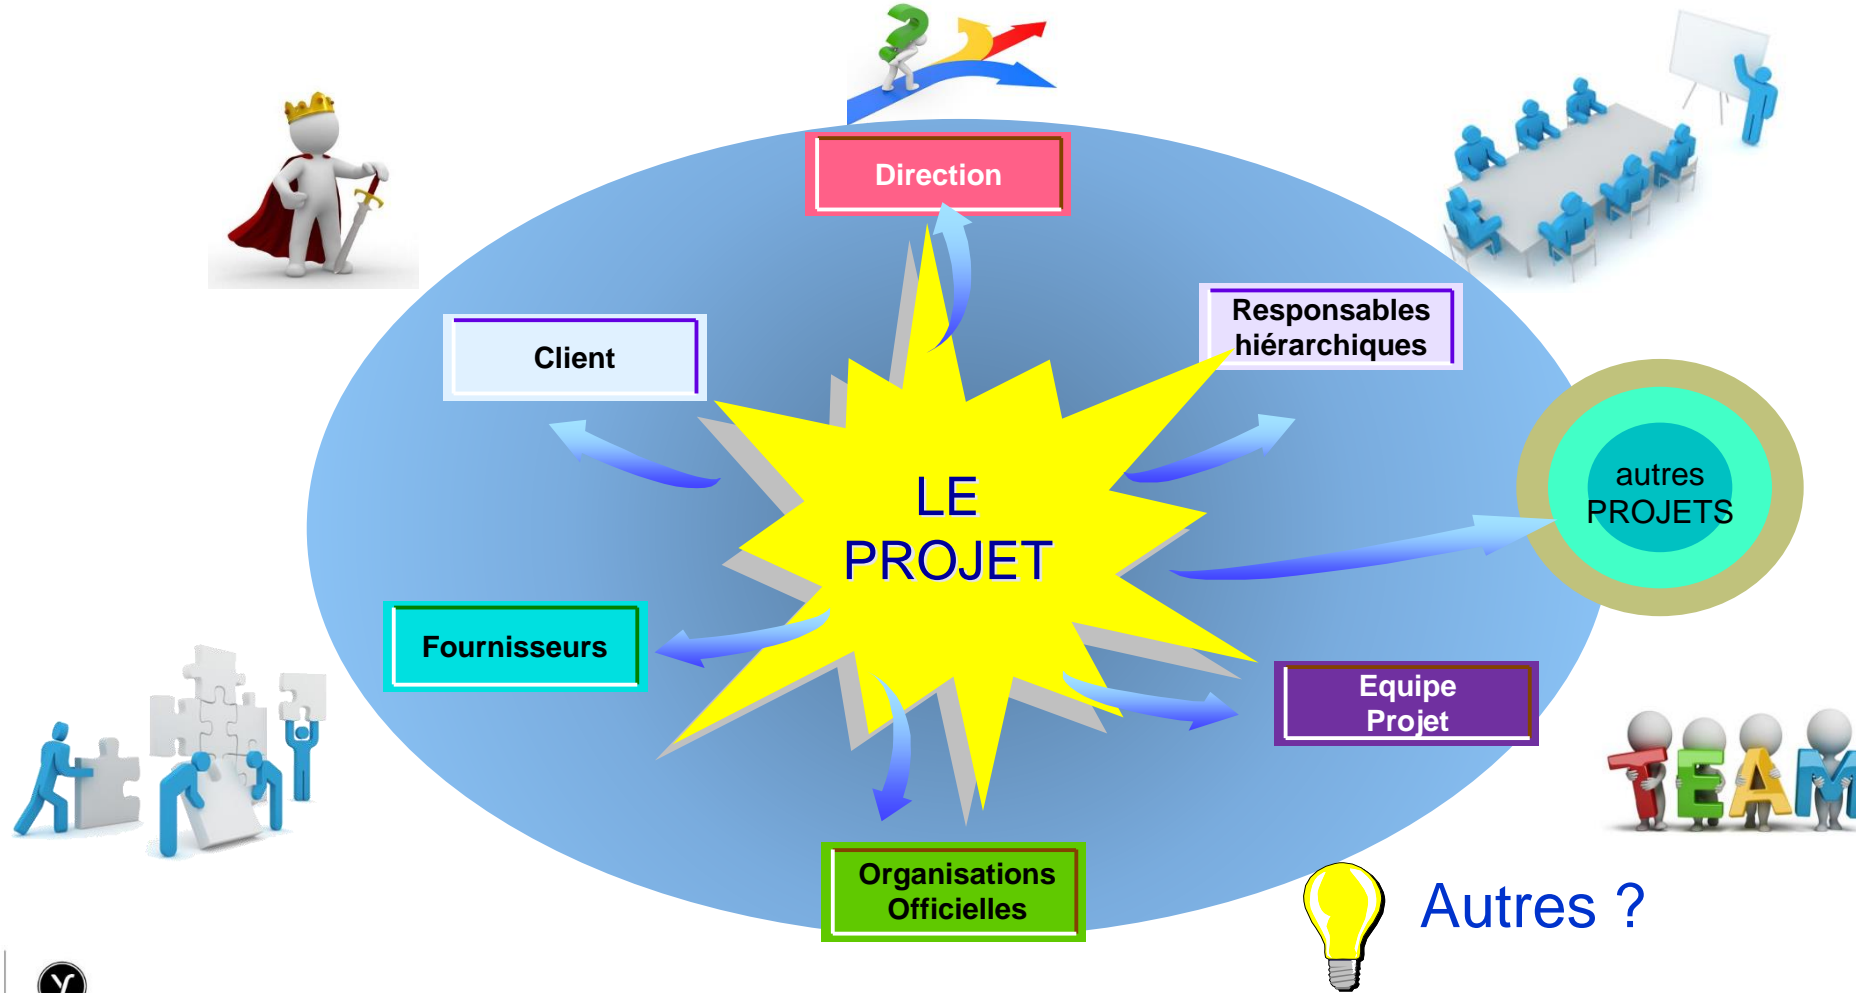 Direction
Responsables
hiérarchiques
Client
autres
PROJETS
LE
PROJET
Fournisseurs
Equipe
Projet
TEAM
Organisations
Officielles
Autres ?